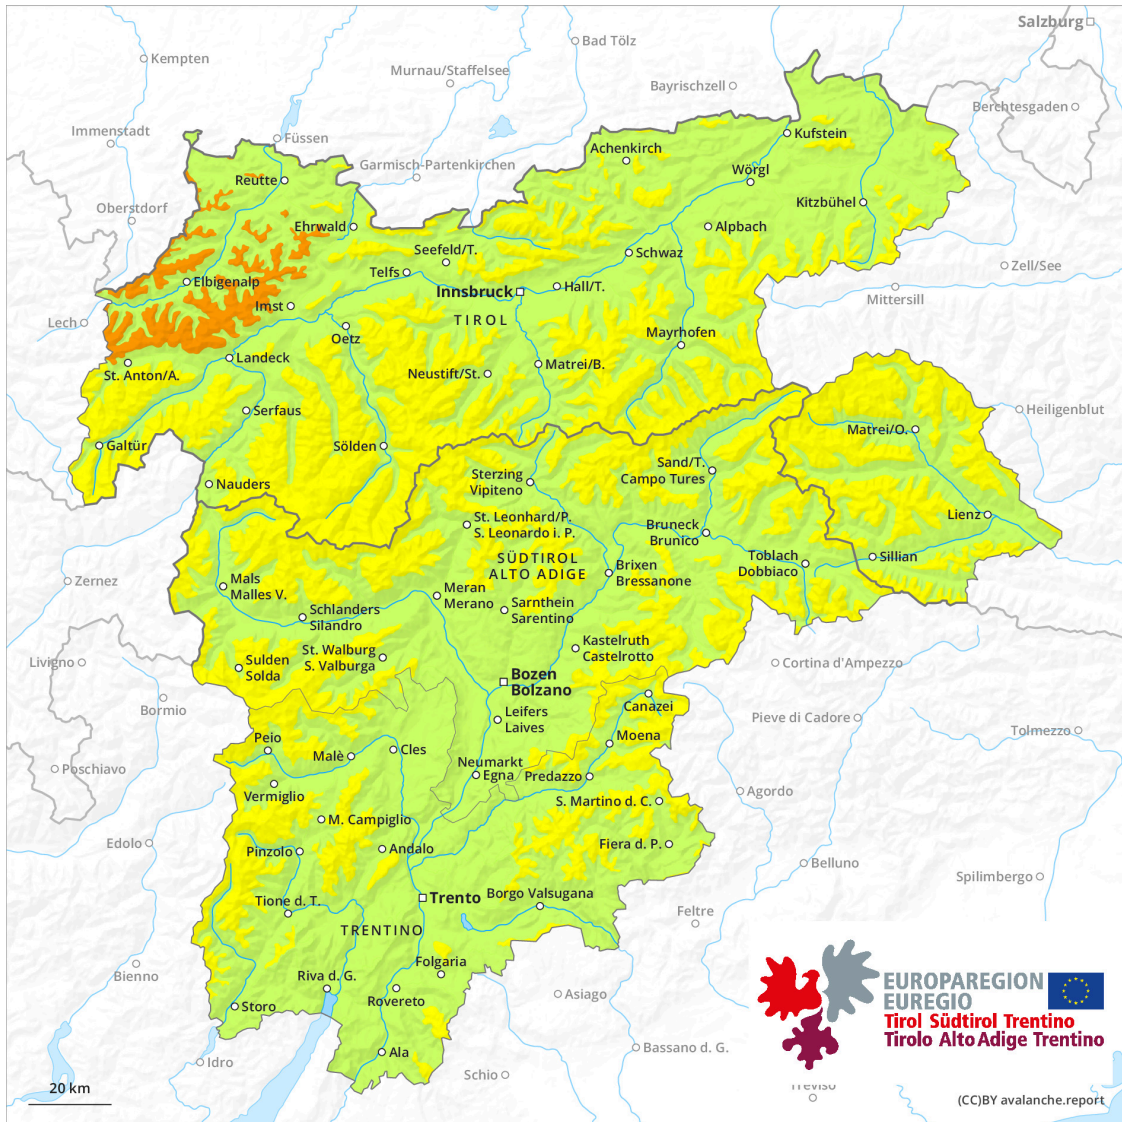 Salzburg
Bad Tölz
Kempten
Murnau/Staffelsee
Bayrischzell
Berchtesgaden
Immenstadt
Füssen
Kufstein
Achenkirch
Garmisch-Partenkirchen
Wörgl
Reutte
Oberstdorf
Kitzbühel
Ehrwald
Alpbach
Seefeld/T.
Schwaz
Telfs
Zell/See
Elbigenalp
Hall/T.
Innsbruck
Mittersill
Imst
TIROL
Lech
Oetz
Mayrhofen
Landeck
Matrei/B.
St. Anton/A.
Neustift/St.
Serfaus
Heiligenblut
Matrei/O.
Galtür
Sölden
Sand/T.
Campo Tures
Sterzing
Vipiteno
Nauders
Lienz
St. Leonhard/P.
S. Leonardo i. P.
Bruneck
Brunico
SÜDTIROL
ALTO ADIGE
Toblach
Dobbiaco
Sillian
Brixen
Bressanone
Zernez
Mals
Malles V.
Meran
Merano
Sarnthein
Sarentino
Schlanders
Silandro
Kastelruth
Castelrotto
St. Walburg
S. Valburga
Livigno
Sulden
Solda
Cortina d'Ampezzo
Bozen
Bolzano
Bormio
Canazei
Leifers
Laives
Pieve di Cadore
Tolmezzo
Peio
Moena
Cles
Malè
Neumarkt
Egna
Predazzo
Poschiavo
Vermiglio
Agordo
S. Martino d. C.
M. Campiglio
Edolo
Pinzolo
Andalo
Fiera d. P.
Belluno
Spilimbergo
Trento
Borgo Valsugana
Tione d. T.
Feltre
TRENTINO
Folgaria
Bienno
Riva d. G.
EUROPAREGION
EUREGIO
Tirol Südtirol Trentino
Tirolo Alto Adige Trentino
Asiago
Rovereto
Storo
Bassano d. G.
Ala
Idro
Schio
Treviso
20 km
(CC)BY avalanche.report